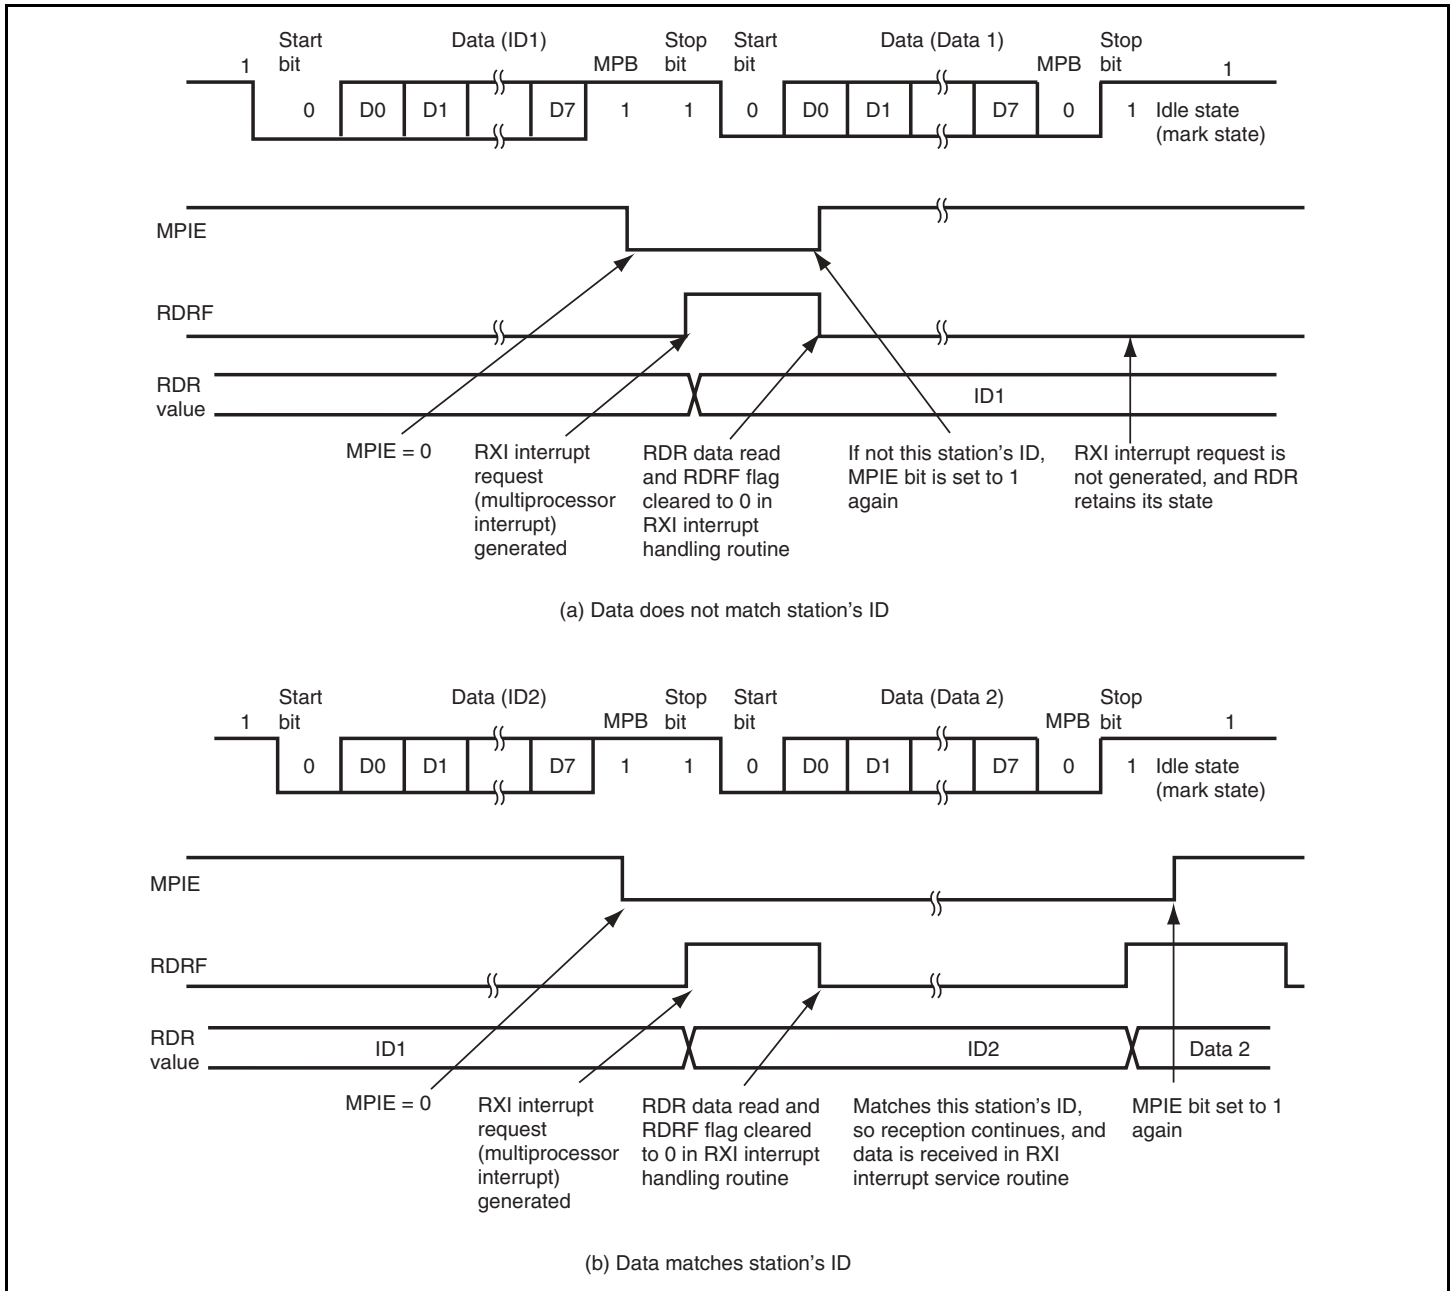 Start bit
Data (ID1)
MPB
Stop bit
Start bit
Data (Data 1)
MPB
Stop bit
1
1
0 D0 D1 D7 1 1 0 D0 D1 D7 0 1 Idle state (mark state)
MPIE
RDRF
RDR value
ID1
MPIE = 0
RXI interrupt
request
(multiprocessor
interrupt)
generated
RDR data read
and RDRF flag
cleared to 0 in
RXI interrupt
handling routine
If not this station's ID,
MPIE bit is set to 1
again
RXI interrupt request is
not generated, and RDR
retains its state
(a) Data does not match station's ID
Start bit
Data (ID2)
MPB
Stop bit
Start bit
Data (Data 2)
MPB
Stop bit
1
1
0 D0 D1 D7 1 1 0 D0 D1 D7 0 1 Idle state (mark state)
MPIE
RDRF
RDR value
ID1
ID2
Data 2
MPIE = 0
RXI interrupt
request
(multiprocessor
interrupt)
generated
RDR data read and
RDRF flag cleared
to 0 in RXI interrupt
handling routine
Matches this station's ID,
so reception continues, and
data is received in RXI
interrupt service routine
MPIE bit set to 1
again
(b) Data matches station's ID